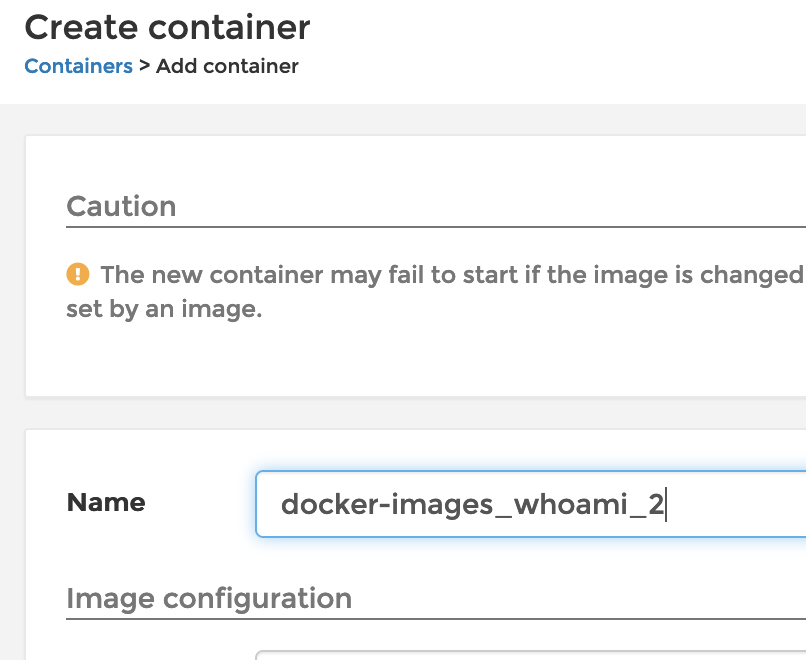 Create container
Containers > Add container
Caution
The new container may fail to start if the image is changed
set by an image.
Name
docker-images_whoami_2
Image configuration